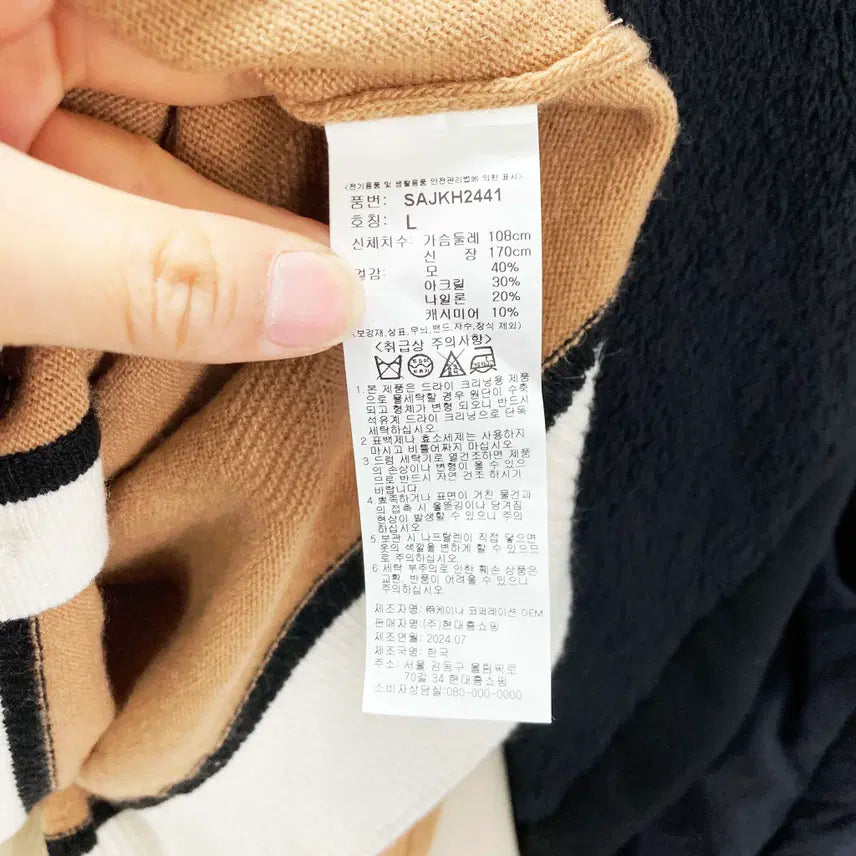 <전기용품 및 생활용품 안전관리법에 의한 표시>
품번: SAJKH2441
호칭: L
신체치수: 가슴둘레 108cm
신 장 170cm
겉감: 모 40%
아크릴 30%
나일론 20%
캐시미어 10%
(보강재,상표,무늬,밴드,자수,장식 제외)
<취급상 주의사항>
1.본 제품은 드라이 크리닝용 제품
으로 물세탁할 경우 원단이 수축
되고 형체가 변형 되오니 반드시
석유계 드라이 크리닝으로 단독
세탁하십시오.
2.표백제나 효소세제는 사용하지
마시고 비틀어짜지 마십시오.
3.드럼 세탁기로 열건조하면 제품
의 손상이나 변형이 올 수 있으
므로 반드시 자연 건조 하시기
바랍니다.
4.뾰족하거나 표면이 거친 물건과
의 접촉 시 올뜯김이나 당겨짐
현상이 발생할 수 있으니 주의
하십시오.
5.보관 시 나프탈렌이 직접 닿으면
옷의 색깔을 변하게 할 수 있으므
로 주의하십시오.
6.세탁 부주의로 인한 훼손 상품은
교환, 반품이 어려울 수 있으니
주의하십시오.
제조자명: ㈜케이나 코퍼레이션 OEM
판매자명:(주)현대홈쇼핑
제조연월: 2024.07
제조국명: 한국
주소: 서울 강동구 올림픽로
70길 34 현대홈쇼핑
소비자상담실:080-000-0000